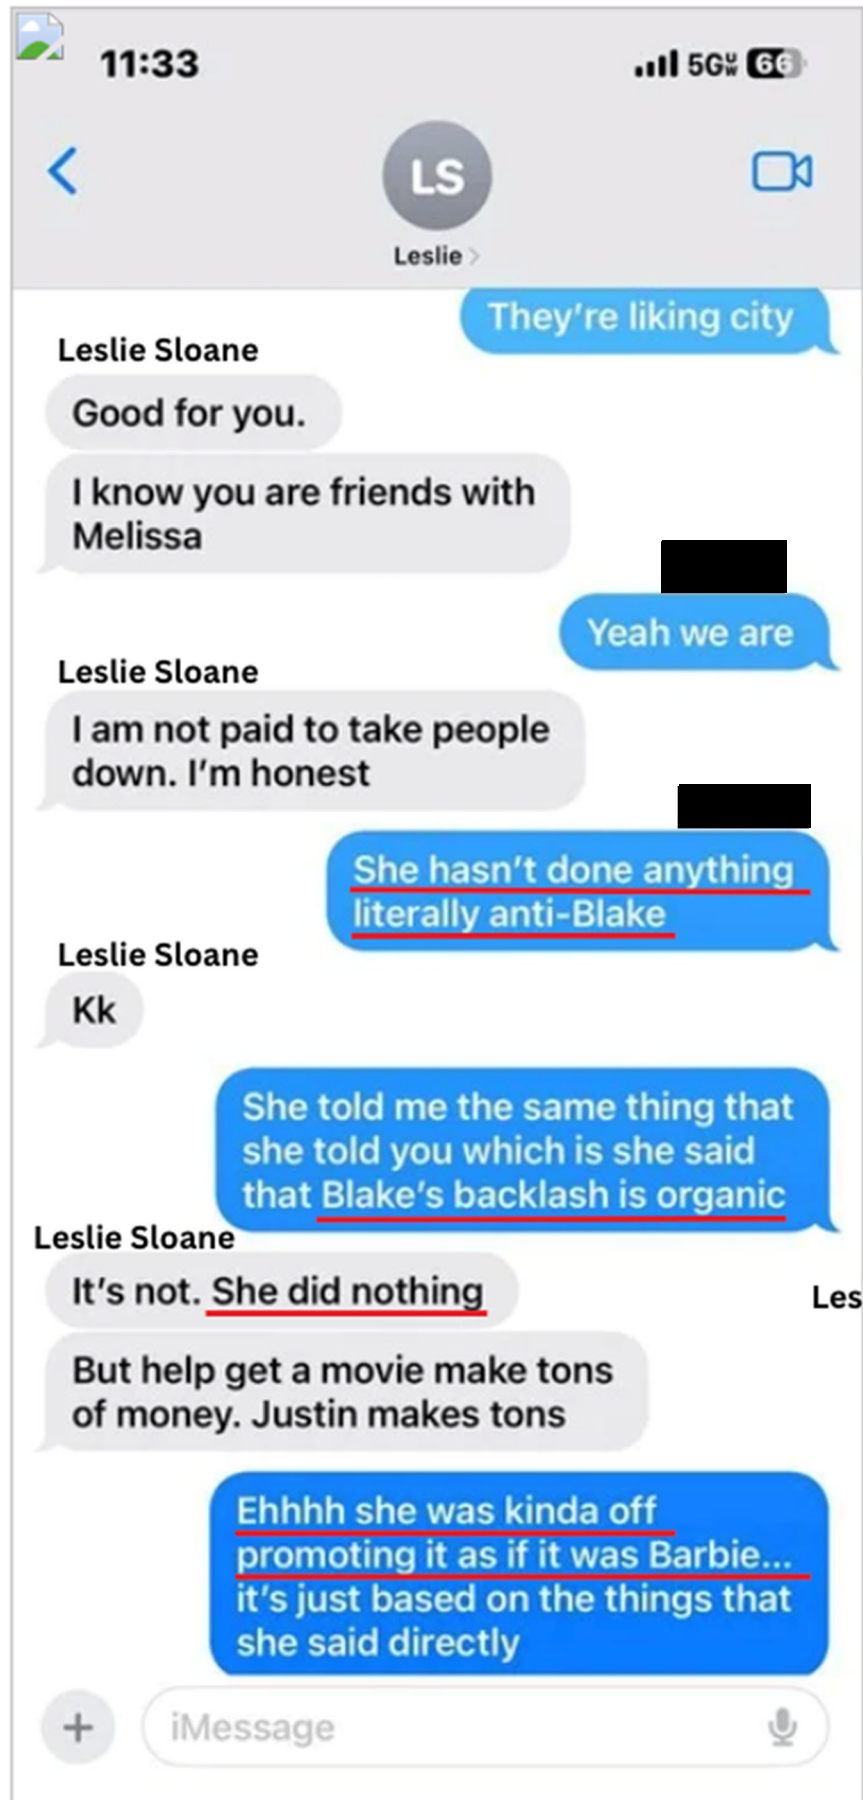 11:33
5G UW 66
LS
Leslie
They're liking city
Leslie Sloane
Good for you.
I know you are friends with
Melissa
Yeah we are
Leslie Sloane
I am not paid to take people
down. I'm honest
She hasn't done anything
literally anti-Blake
Leslie Sloane
Kk
She told me the same thing that
she told you which is she said
that Blake's backlash is organic
Leslie Sloane
It's not. She did nothing
Les
But help get a movie make tons
of money. Justin makes tons
Ehhhh she was kinda off
promoting it as if it was Barbie...
it's just based on the things that
she said directly
iMessage